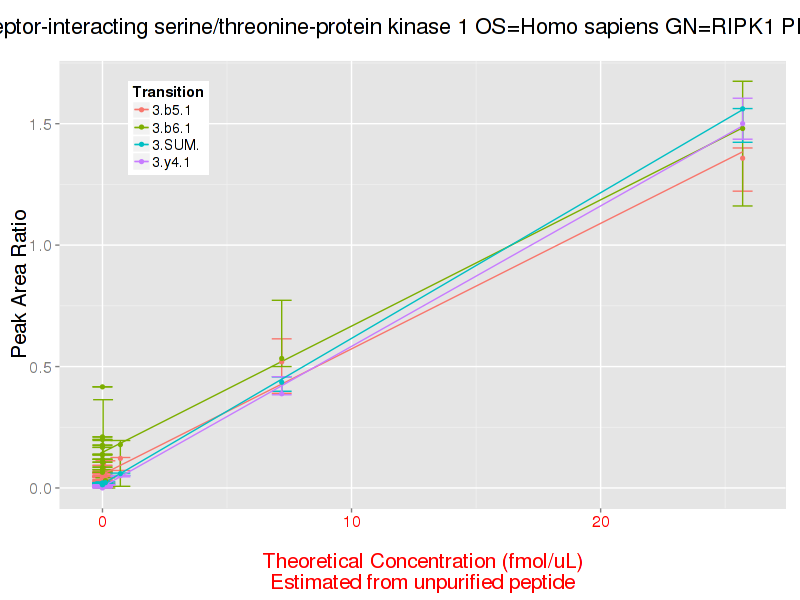 eptor-interacting serine/threonine-protein kinase 1 OS=Homo sapiens GN=RIPK1 
Transition
3.b5.1
3.b6.1
3.SUM.
3.y4.1
Peak Area Ratio
1.5
1.0
0.5
0.0
0 10 20
Theoretical Concentration (fmol/uL)
Estimated from unpurified peptide